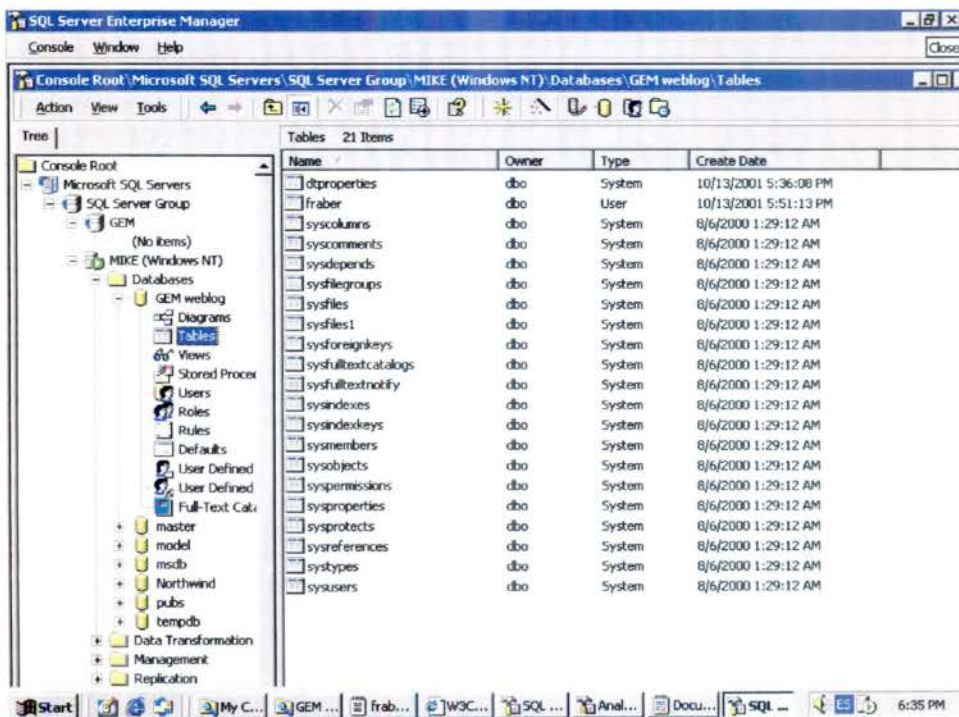 SQL Server Enterprise Manager
Console Window Help
Close
Console Root\Microsoft SQL Servers\SQL Server Group\MIKE (Windows NT)\Databases\GEM weblog\Tables
Action View Tools
Tree
Tables 21 Items
Console Root
Microsoft SQL Servers
SQL Server Group
GEM
(No items)
MIKE (Windows NT)
Databases
GEM weblog
Diagrams
Tables
Views
Stored Proce
Users
Roles
Rules
Defaults
User Defined
User Defined
Full-Text Cata
master
model
msdb
Northwind
pubs
tempdb
Data Transformation
Management
Replication
Name Owner Type Create Date
dtproperties dbo System 10/13/2001 5:36:08 PM
fraber dbo User 10/13/2001 5:51:13 PM
syscolumns dbo System 8/6/2000 1:29:12 AM
syscomments dbo System 8/6/2000 1:29:12 AM
sysdepends dbo System 8/6/2000 1:29:12 AM
sysfilegroups dbo System 8/6/2000 1:29:12 AM
sysfiles dbo System 8/6/2000 1:29:12 AM
sysfiles1 dbo System 8/6/2000 1:29:12 AM
sysforeignkeys dbo System 8/6/2000 1:29:12 AM
sysfulltextcatalogs dbo System 8/6/2000 1:29:12 AM
sysfulltextnotify dbo System 8/6/2000 1:29:12 AM
sysindexes dbo System 8/6/2000 1:29:12 AM
sysindexkeys dbo System 8/6/2000 1:29:12 AM
sysmembers dbo System 8/6/2000 1:29:12 AM
sysobjects dbo System 8/6/2000 1:29:12 AM
syspermissions dbo System 8/6/2000 1:29:12 AM
sysproperties dbo System 8/6/2000 1:29:12 AM
sysprotects dbo System 8/6/2000 1:29:12 AM
sysreferences dbo System 8/6/2000 1:29:12 AM
systypes dbo System 8/6/2000 1:29:12 AM
sysusers dbo System 8/6/2000 1:29:12 AM
Start My C... GEM ... frab... W3C... SQL ... Anal... Docu... SQL ... ES 6:35 PM